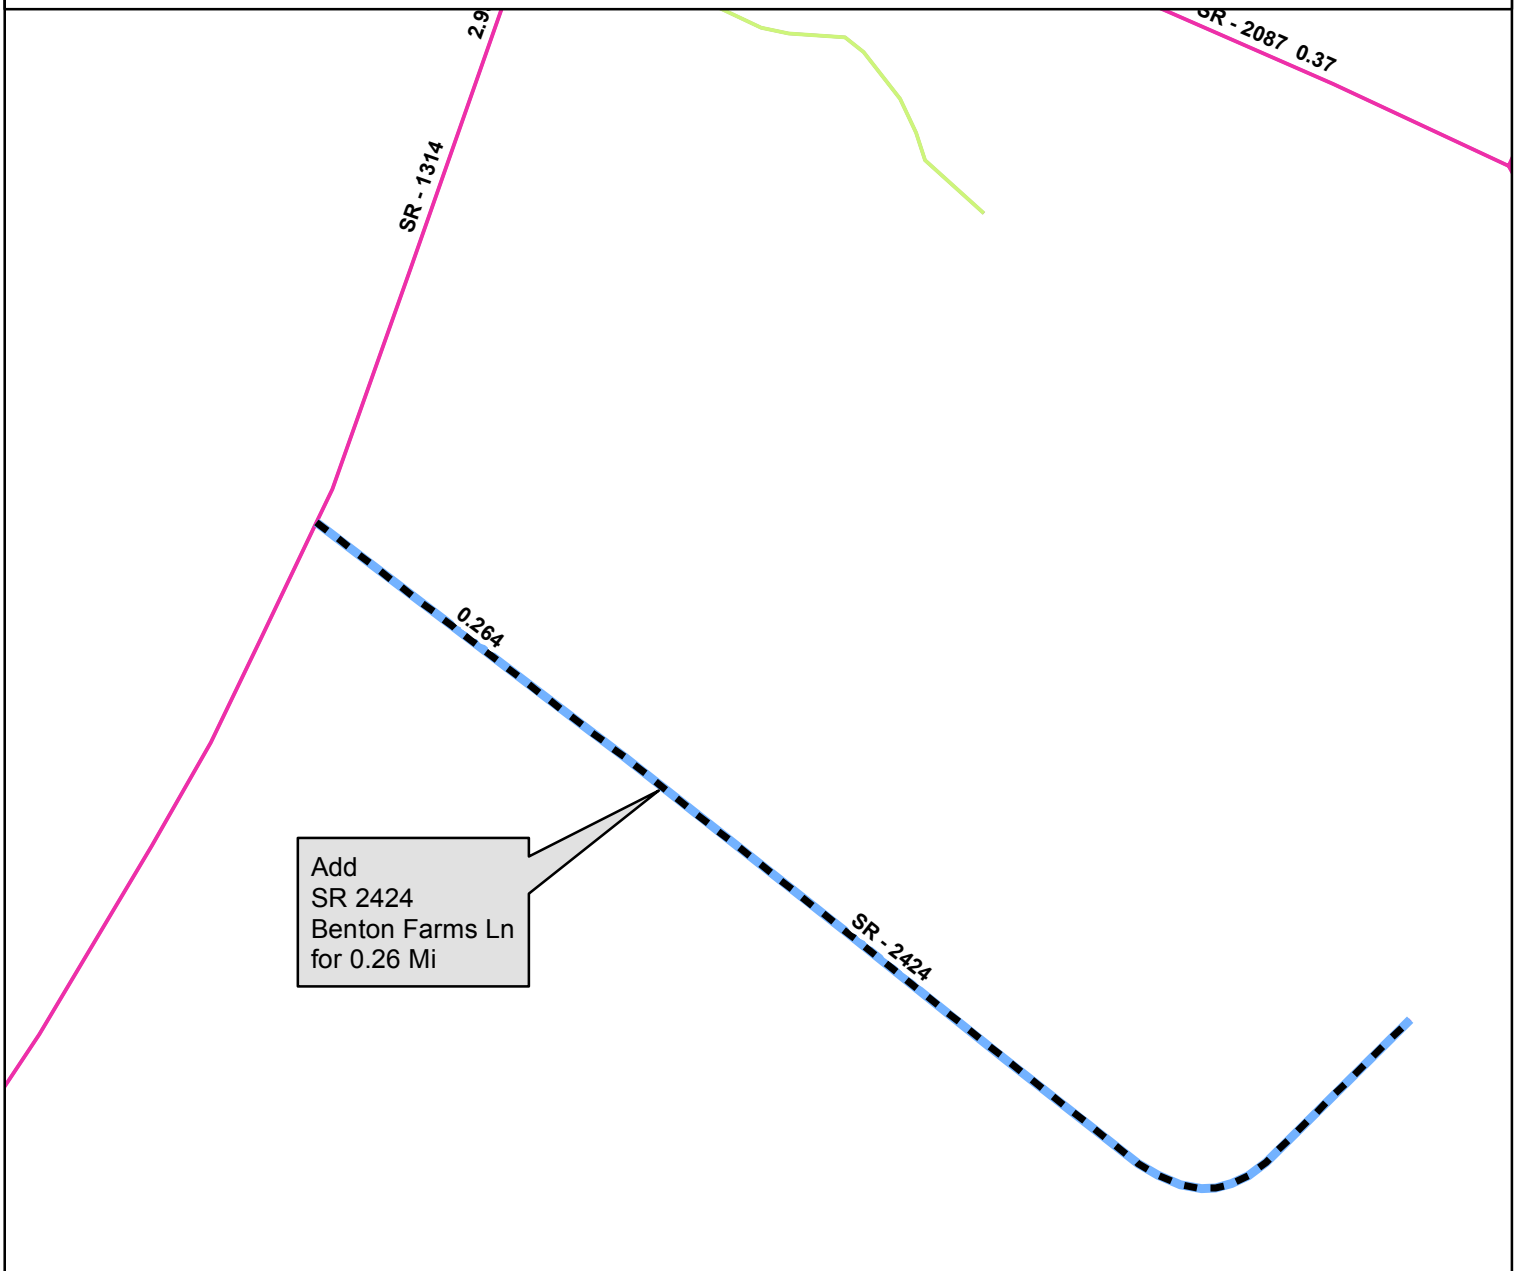 2.9
SR - 2087 0.37
SR - 1314
0.264
Add
SR 2424
Benton Farms Ln
for 0.26 Mi
SR - 2424